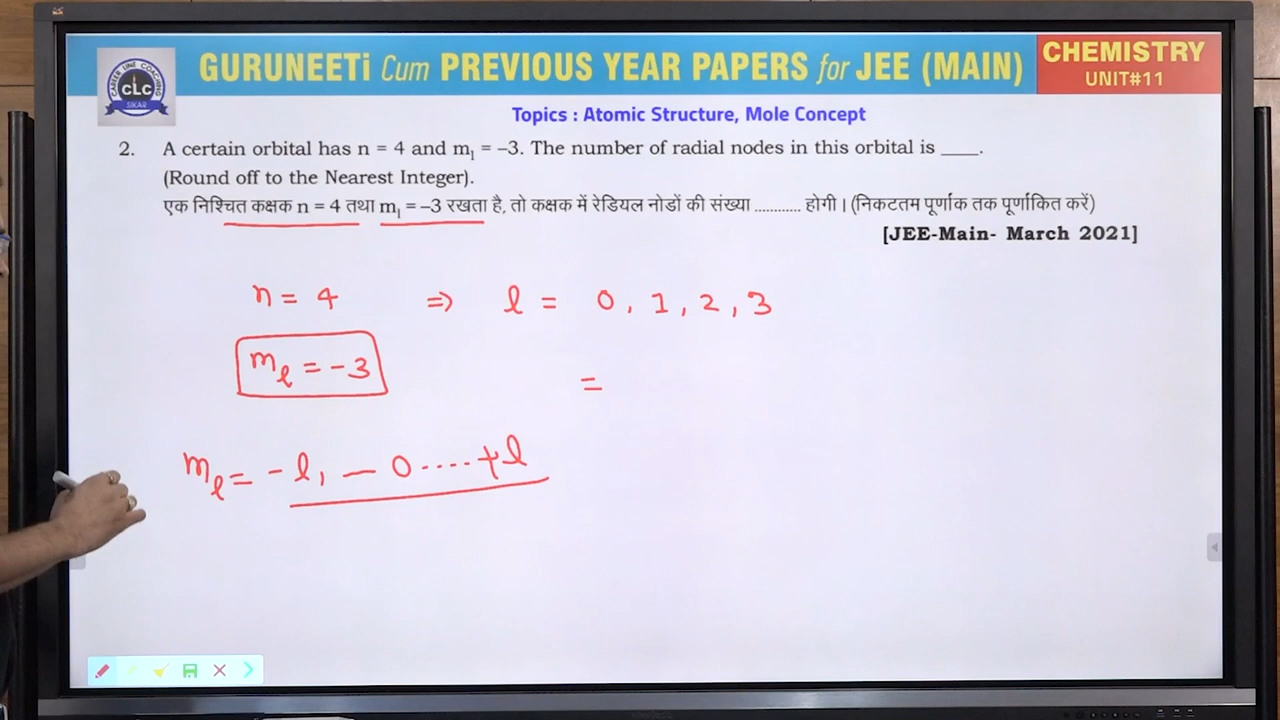 GURUNEETi Cum PREVIOUS YEAR PAPERS for JEE (MAIN)
CHEMISTRY
UNIT#11
CAREER LINE COACHING
CLC
SIKAR
Topics : Atomic Structure, Mole Concept
2. A certain orbital has n = 4 and m_l = –3. The number of radial nodes in this orbital is ____.
(Round off to the Nearest Integer).
एक निश्चित कक्षक n = 4 तथा m_l = –3 रखता है, तो कक्षक में रेडियल नोडों की संख्या ........... होगी। (निकटतम पूर्णांक तक पूर्णांकित करें)
[JEE-Main- March 2021]
n = 4 ⇒ l = 0, 1, 2, 3
m_l = -3
=
m_l = -l, — 0 .... +l